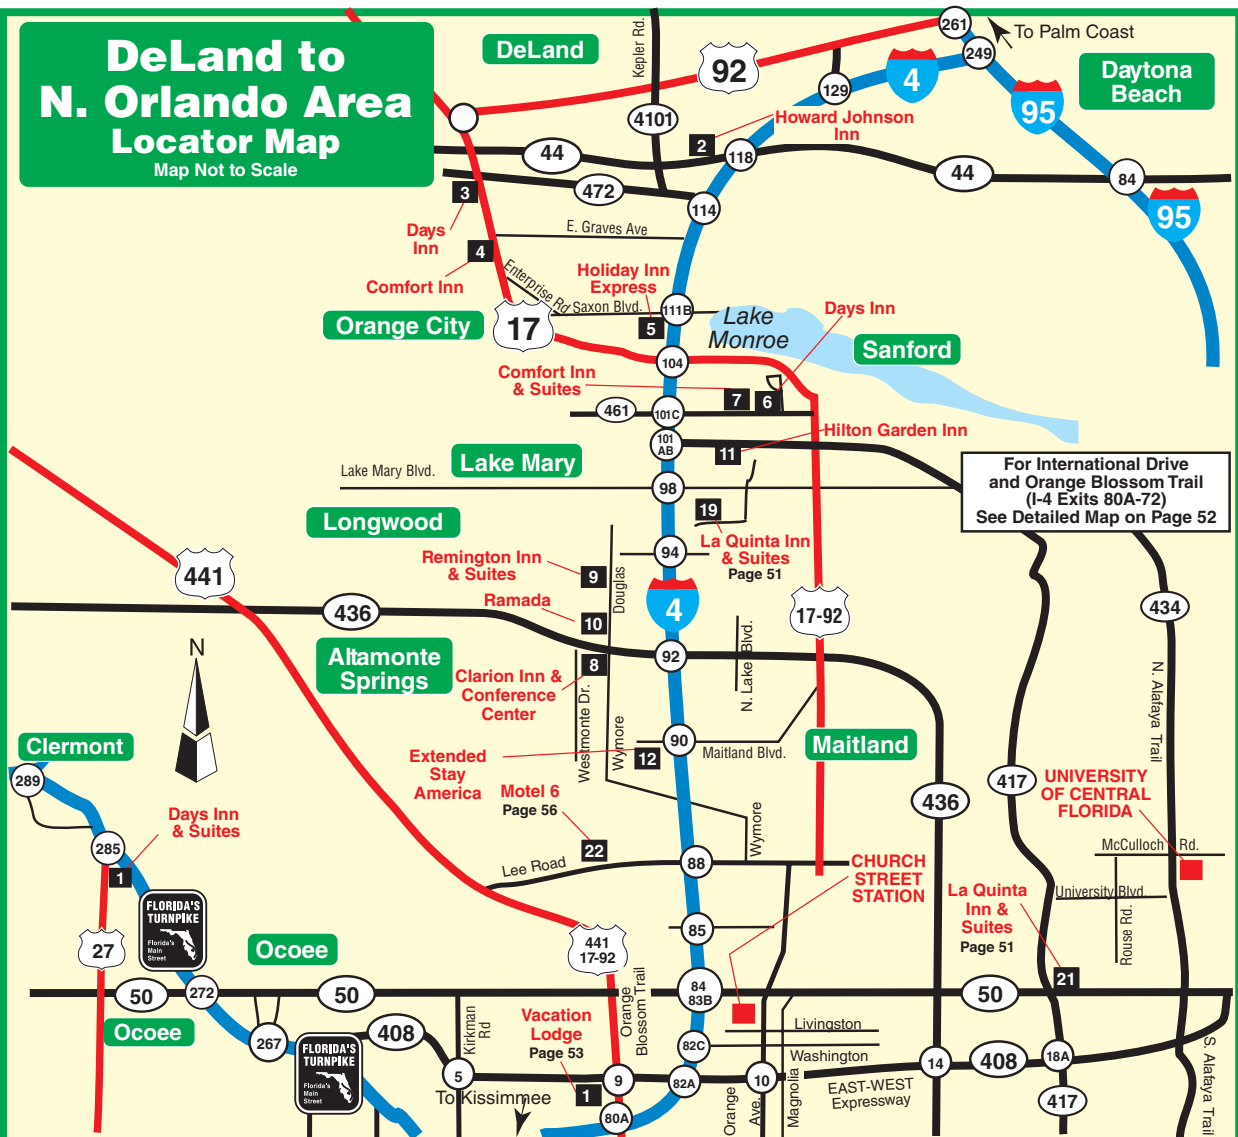 DeLand to
N. Orlando Area
Locator Map
Map Not to Scale
DeLand
Kepler Rd.
92
261
To Palm Coast
249
4
129
Daytona
Beach
95
4101
Howard Johnson
Inn
2
118
44
44
84
472
3
114
95
Days
Inn
E. Graves Ave
4
Comfort Inn
Enterprise Rd
Holiday Inn
Express
Saxon Blvd.
111B
Days Inn
Orange City
17
5
Lake
Monroe
Sanford
104
Comfort Inn
& Suites
7
6
461
101C
Hilton Garden Inn
101
AB
11
Lake Mary
Lake Mary Blvd.
98
For International Drive
and Orange Blossom Trail
(I-4 Exits 80A-72)
See Detailed Map on Page 52
Longwood
19
La Quinta Inn
& Suites
Page 51
94
Remington Inn
& Suites
9
Douglas
441
4
Ramada
10
436
17-92
434
N
Altamonte
Springs
8
92
N. Lake Blvd.
Clarion Inn &
Conference
Center
Westmonte Dr.
Wymore
N. Alafaya Trail
Clermont
90
Maitland Blvd.
Maitland
12
Extended
Stay
America
289
417
UNIVERSITY
OF CENTRAL
FLORIDA
Motel 6
Page 56
436
Days Inn
& Suites
Wymore
285
22
McCulloch Rd.
1
Lee Road
88
CHURCH
STREET
STATION
La Quinta
Inn &
Suites
Page 51
University Blvd.
Rouse Rd.
FLORIDA'S
TURNPIKE
Florida's
Main
Street
85
27
Ocoee
441
17-92
21
50
272
50
84
83B
50
Orange
Blossom Trail
Ocoee
Vacation
Lodge
Page 53
Kirkman
Rd
408
Livingston
267
82C
Washington
FLORIDA'S
TURNPIKE
Florida's
Main
Street
18A
14
408
5
9
82A
10
EAST-WEST
Expressway
1
To Kissimmee
80A
Orange
Ave.
Magnolia
417
S. Alafaya Trail